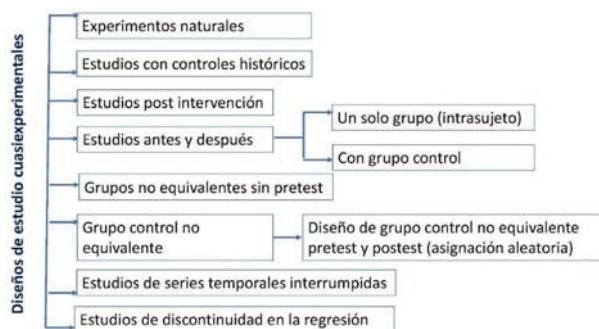 Diseños de estudio cuasiexperimentales
Experimentos naturales
Estudios con controles históricos
Estudios post intervención
Estudios antes y después
Un solo grupo (intrasujeto)
Con grupo control
Grupos no equivalentes sin pretest
Grupo control no
equivalente
Diseño de grupo control no equivalente
pretest y postest (asignación aleatoria)
Estudios de series temporales interrumpidas
Estudios de discontinuidad en la regresión